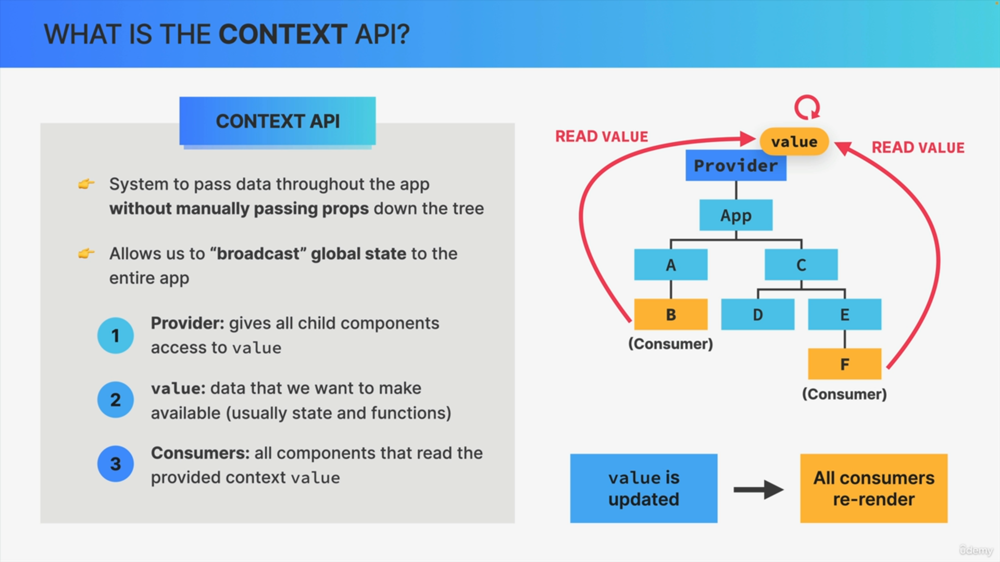 WHAT IS THE CONTEXT API?
CONTEXT API
👉 System to pass data throughout the app
without manually passing props down the tree
👉 Allows us to “broadcast” global state to the
entire app
1 Provider: gives all child components
access to value
2 value: data that we want to make
available (usually state and functions)
3 Consumers: all components that read the
provided context value
READ VALUE
value
READ VALUE
Provider
App
A
C
B
D
E
(Consumer)
F
(Consumer)
value is
updated
All consumers
re-render
ûdemy